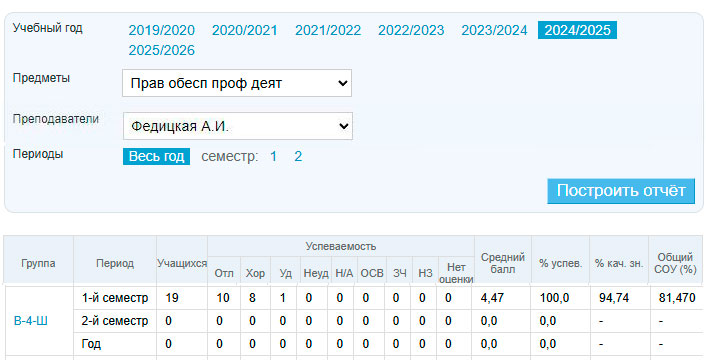 Учебный год 2019/2020 2020/2021 2021/2022 2022/2023 2023/2024 2024/2025
2025/2026
Предметы Прав обесп проф деят
Преподаватели Федицкая А.И.
Периоды Весь год семестр: 1 2
Построить отчёт
Группа Период Учащихся Успеваемость Средний балл % успев. % кач. зн. Общий СОУ (%)
Отл Хор Уд Неуд Н/А ОСВ ЗЧ НЗ Нет оценки
В-4-Ш 1-й семестр 19 10 8 1 0 0 0 0 0 0 4,47 100,0 94,74 81,470
2-й семестр 0 0 0 0 0 0 0 0 0 0 0,0 0,0 - -
Год 0 0 0 0 0 0 0 0 0 0 0,0 0,0 - -